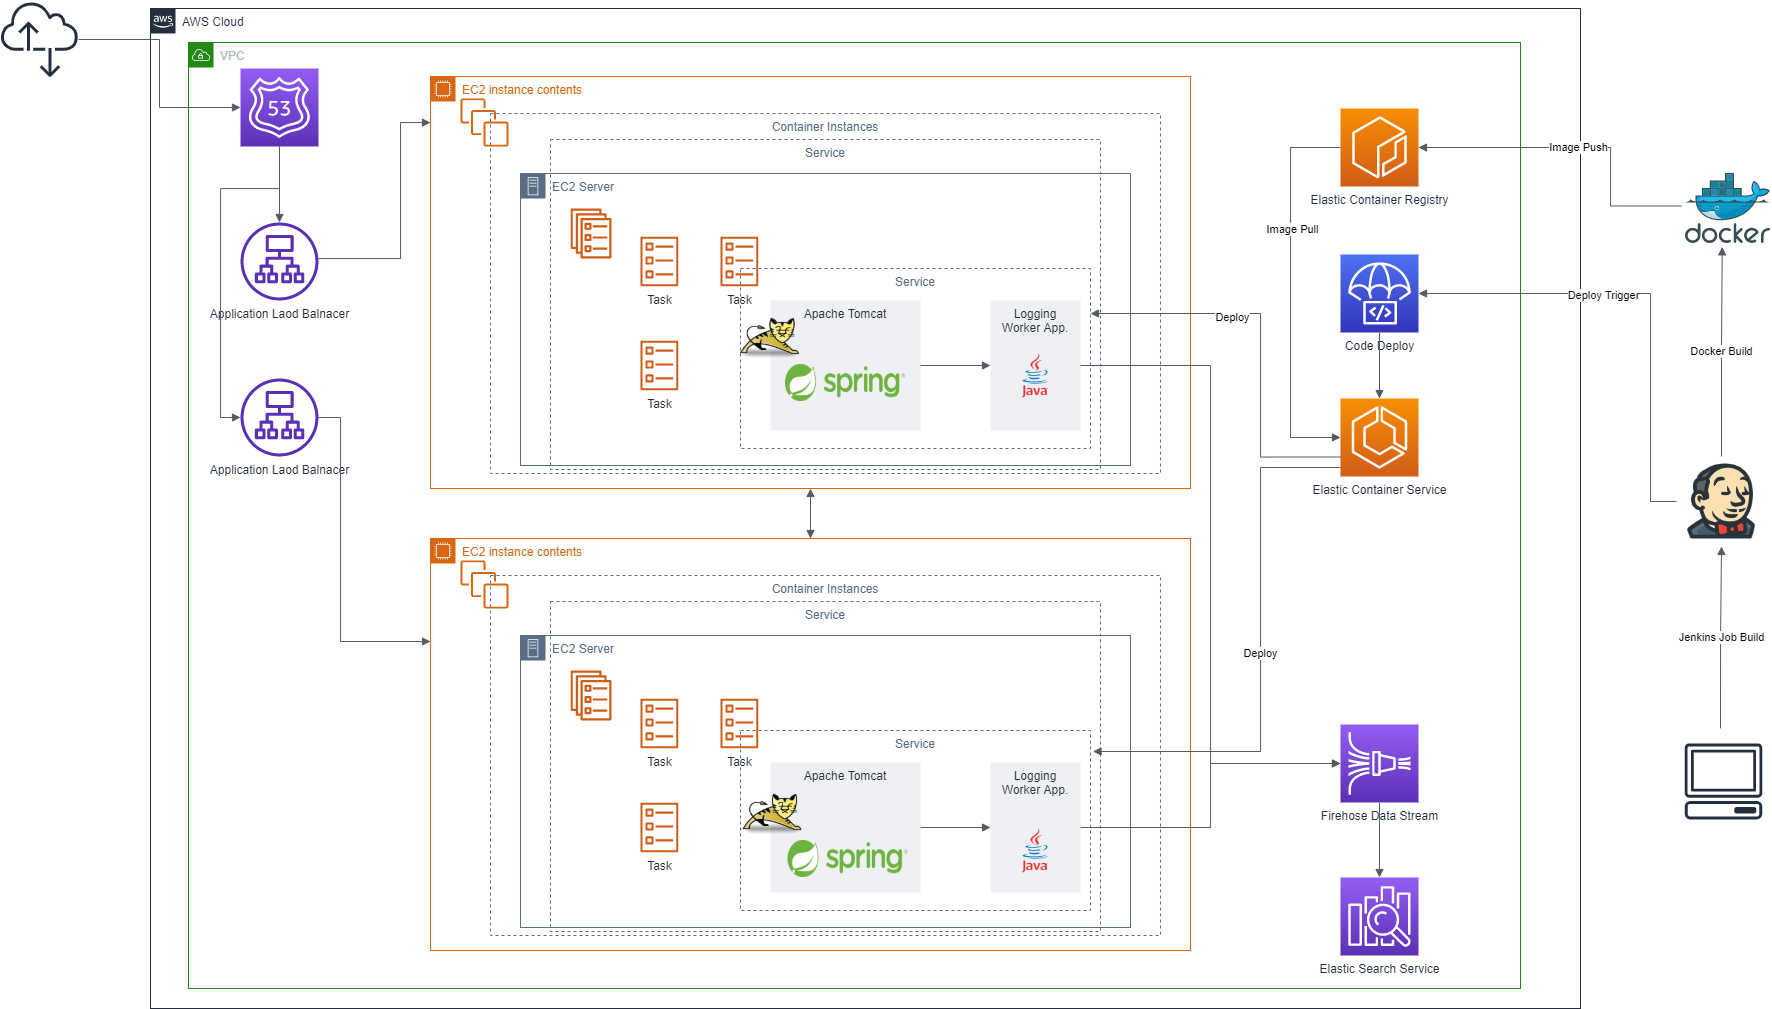 aws
AWS Cloud
VPC
53
Application Laod Balnacer
Application Laod Balnacer
EC2 instance contents
Container Instances
Service
EC2 Server
Task
Task
Task
Service
Apache Tomcat
spring
Logging
Worker App.
Java
EC2 instance contents
Container Instances
Service
EC2 Server
Task
Task
Task
Service
Apache Tomcat
spring
Logging
Worker App.
Java
Deploy
Deploy
Image Pull
Elastic Container Registry
Code Deploy
Elastic Container Service
Firehose Data Stream
Elastic Search Service
Image Push
Deploy Trigger
docker
Docker Build
Jenkins Job Build